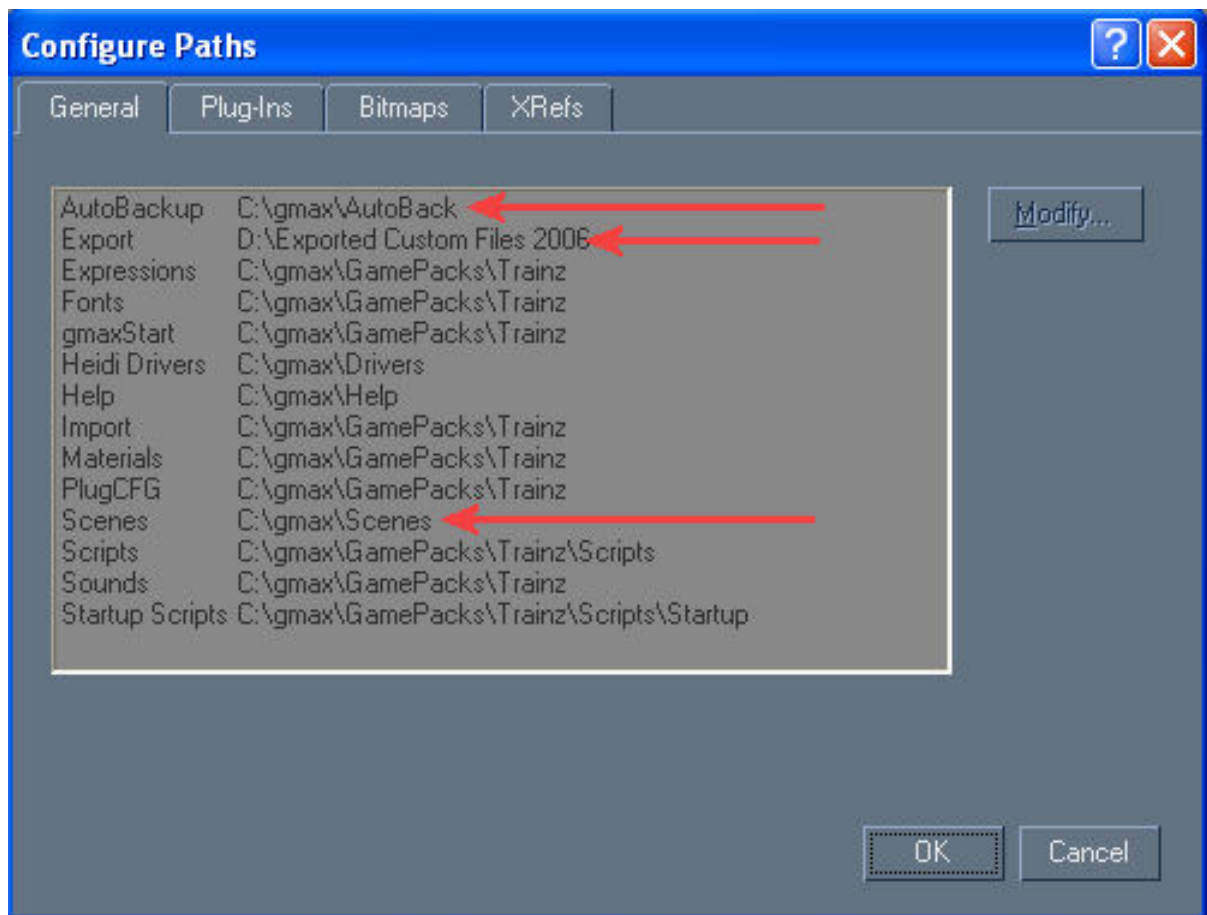 Configure Paths
General Plug-Ins Bitmaps XRefs
AutoBackup C:\gmax\AutoBack
Modify...
Export D:\Exported Custom Files 2006
Expressions C:\gmax\GamePacks\Trainz
Fonts C:\gmax\GamePacks\Trainz
gmaxStart C:\gmax\GamePacks\Trainz
Heidi Drivers C:\gmax\Drivers
Help C:\gmax\Help
Import C:\gmax\GamePacks\Trainz
Materials C:\gmax\GamePacks\Trainz
PlugCFG C:\gmax\GamePacks\Trainz
Scenes C:\gmax\Scenes
Scripts C:\gmax\GamePacks\Trainz\Scripts
Sounds C:\gmax\GamePacks\Trainz
Startup Scripts C:\gmax\GamePacks\Trainz\Scripts\Startup
OK Cancel